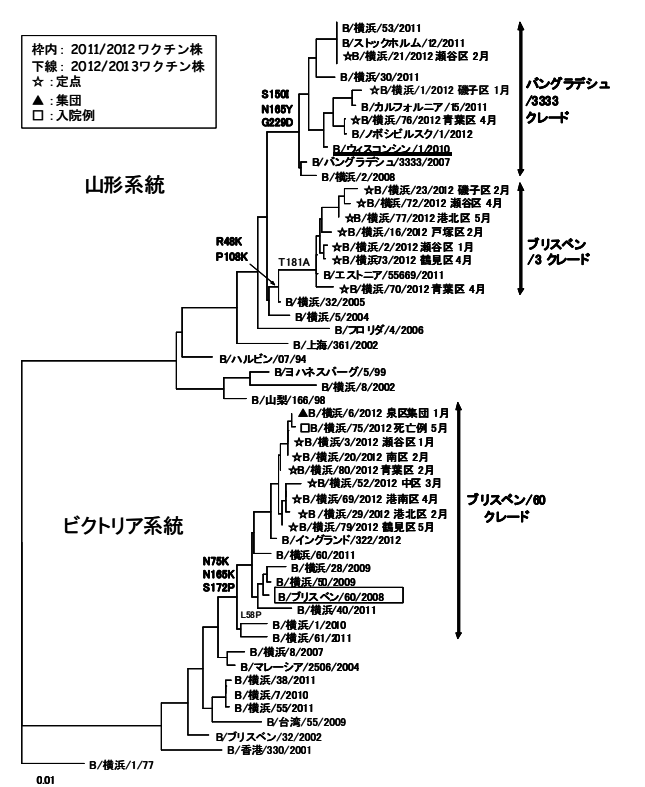 枠内： 2011/2012 ワクチン株
下線： 2012/2013ワクチン株
☆：定点
▲：集団
□：入院例
B/横浜/53/2011
B/ストックホルム/12/2011
☆B/横浜/21/2012 瀬谷区 2月
B/横浜/30/2011
S150I
N165Y
G229D
☆B/横浜/1/2012 磯子区 1月
B/カルフォルニア/15/2011
☆B/横浜/76/2012 青葉区 4月
B/ノボシビルスク/1/2012
B/ウィスコンシン/1/2010
B/バングラデシュ/3333/2007
B/横浜/2/2008
バングラデシュ
/3333
クレード
山形系統
☆B/横浜/23/2012 磯子区 2月
☆B/横浜/72/2012 瀬谷区 4月
☆B/横浜/77/2012 港北区 5月
☆B/横浜/16/2012 戸塚区 2月
☆B/横浜/2/2012 瀬谷区 1月
☆B/横浜73/2012 鶴見区 4月
B/エストニア/55669/2011
☆B/横浜/70/2012 青葉区 4月
ブリスベン
/3 クレード
R48K
P108K
T181A
B/横浜/32/2005
B/横浜/5/2004
B/フロリダ/4/2006
B/上海/361/2002
B/ハルビン/07/94
B/ヨハネスバーグ/5/99
B/横浜/8/2002
B/山梨/166/98
▲B/横浜/6/2012 泉区集団 1月
□B/横浜/75/2012 死亡例 5月
☆B/横浜/3/2012 瀬谷区 1月
☆B/横浜/20/2012 南区 2月
☆B/横浜/80/2012 青葉区 2月
☆B/横浜/52/2012 中区 3月
☆B/横浜/69/2012 港南区 4月
☆B/横浜/29/2012 港北区 2月
☆B/横浜/79/2012 鶴見区 5月
B/イングランド/322/2012
ブリスベン/60
クレード
ビクトリア系統
B/横浜/60/2011
N75K
N165K
S172P
B/横浜/28/2009
B/横浜/50/2009
B/ブリスベン/60/2008
B/横浜/40/2011
L58P
B/横浜/1/2010
B/横浜/61/2011
B/横浜/8/2007
B/マレーシア/2506/2004
B/横浜/38/2011
B/横浜/7/2010
B/横浜/55/2011
B/台湾/55/2009
B/ブリスベン/32/2002
B/香港/330/2001
B/横浜/1/77
0.01